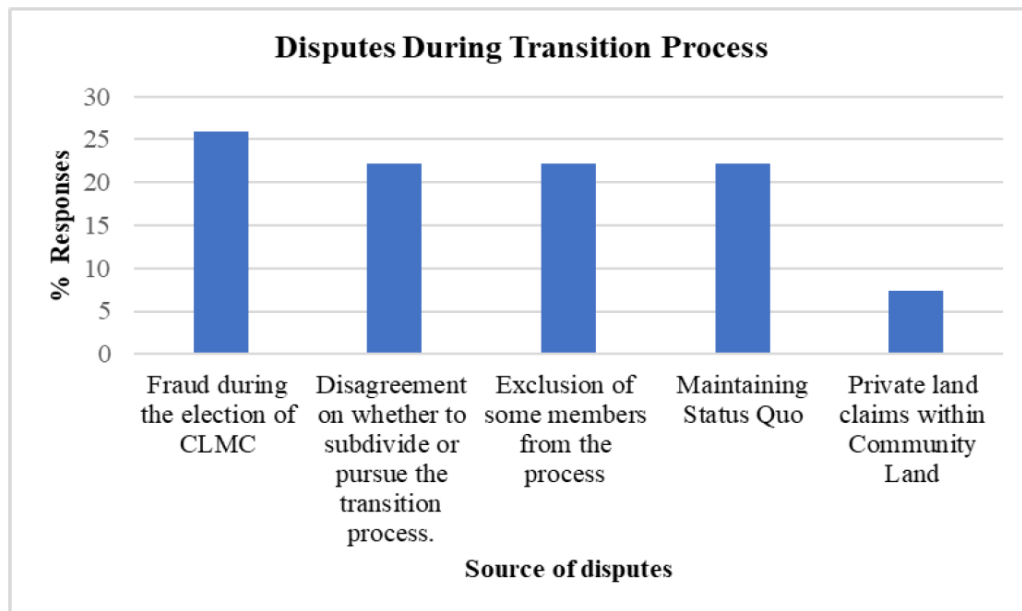 Disputes During Transition Process
30
25
20
15
10
5
0
% Responses
Fraud during
the election of
CLMC
Disagreement
on whether to
subdivide or
pursue the
transition
process.
Exclusion of
some members
from the
process
Maintaining
Status Quo
Private land
claims within
Community
Land
Source of disputes